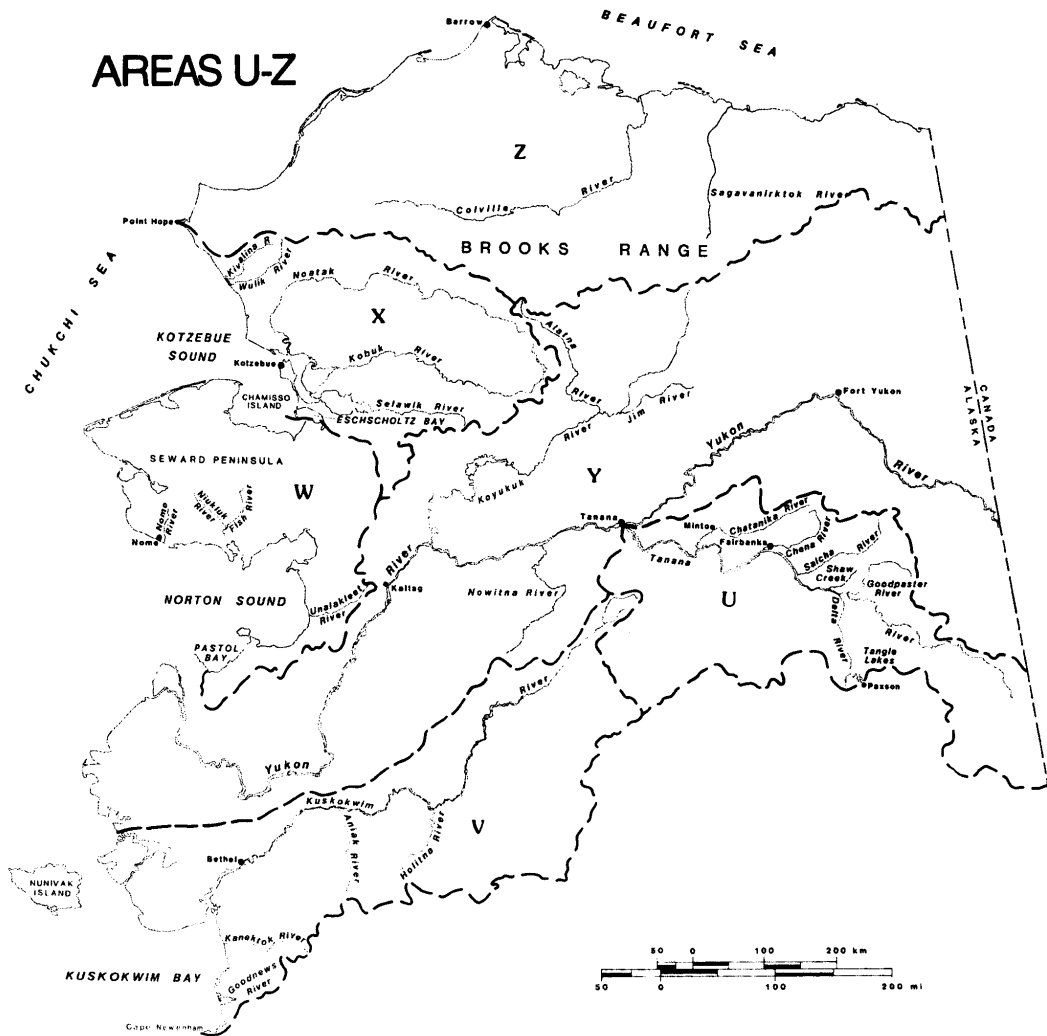 BEAUFORT SEA
Barrow
AREAS U-Z
Z
Colville River
Sagavanirktok River
Point Hope
BROOKS RANGE
CHUKCHI SEA
Kivalina R
Wulik River
Noatak River
X
Alatna River
KOTZEBUE
SOUND
Kotzebue
Kobuk River
CHAMISSO
ISLAND
Selawik River
ESCHSCHOLTZ BAY
Jim River
Fort Yukon
CANADA
ALASKA
Yukon River
SEWARD PENINSULA
W
Koyukuk River
Y
Niukluk
River
Fish River
Nome
River
Nome
Tanana
Minto
Chatanika River
Fairbanks
Chena River
Tanana
Salcha River
Shaw
Creek
Goodpaster
River
U
NORTON SOUND
Unalakleet
River
River
Kaltag
Nowitna River
Delta
River
River
Tangle
Lakes
Paxson
PASTOL
BAY
River
Yukon
Kuskokwim
Aniak
River
Holitna River
V
Bethel
NUNIVAK
ISLAND
Kanektok River
KUSKOKWIM BAY
Goodnews
River
Cape Newenham
50 0 100 200 km
50 0 100 200 mi